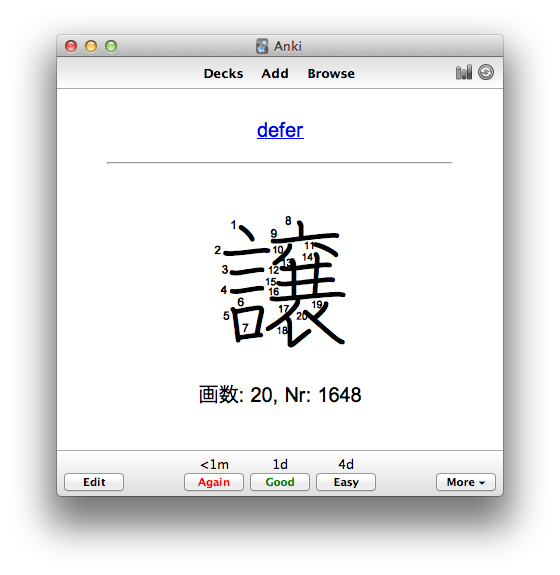 Anki
Decks Add Browse
defer
1 8
9
2 10 11
13 14
3 12
15
4 16
6 17 19
5 20
7 18
譲
画数: 20, Nr: 1648
<1m 1d 4d
Edit Again Good Easy More